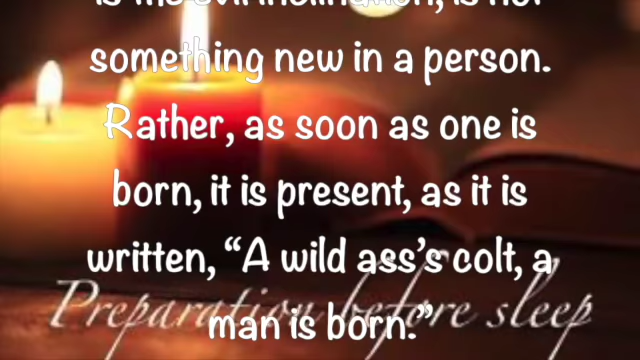 is the evil inclination, is not
something new in a person.
Rather, as soon as one is
born, it is present, as it is
written, “A wild ass’s colt, a
man is born.”
Preparation before sleep